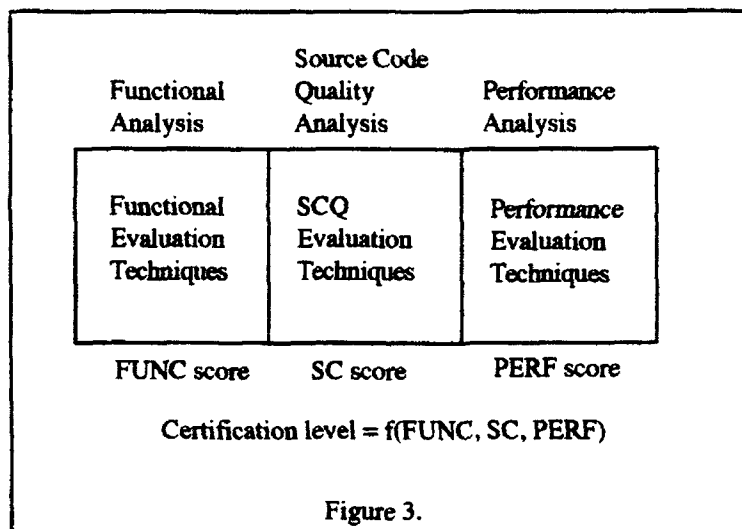 Functional
Analysis
Source Code
Quality
Analysis
Performance
Analysis
Functional
Evaluation
Techniques
SCQ
Evaluation
Techniques
Performance
Evaluation
Techniques
FUNC score
SC score
PERF score
Certification level = f(FUNC, SC, PERF)
Figure 3.